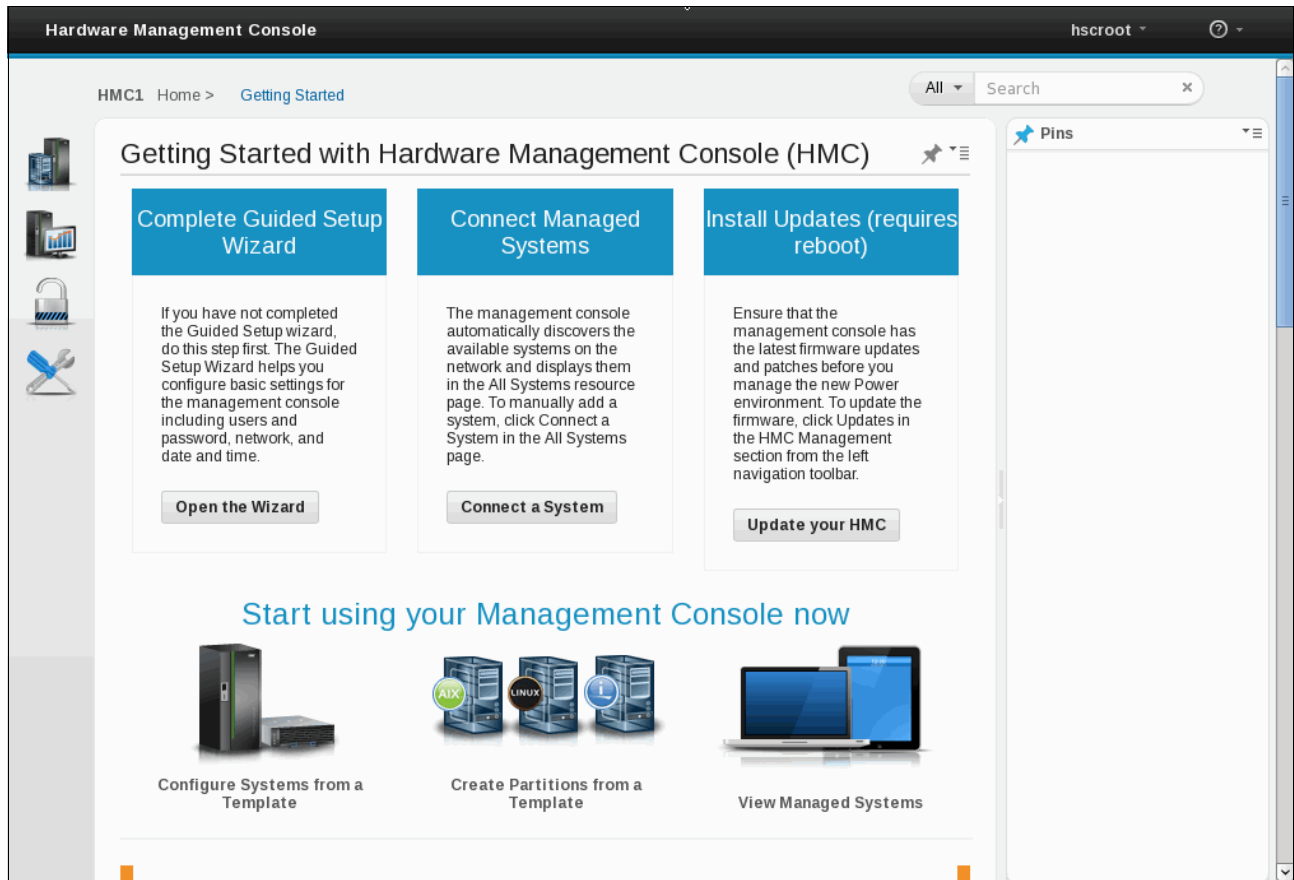 Hardware Management Console
hscroot
HMC1 Home > Getting Started
All Search
Getting Started with Hardware Management Console (HMC)
Pins
Complete Guided Setup
Wizard
If you have not completed
the Guided Setup wizard,
do this step first. The Guided
Setup Wizard helps you
configure basic settings for
the management console
including users and
password, network, and
date and time.
Open the Wizard
Connect Managed
Systems
The management console
automatically discovers the
available systems on the
network and displays them
in the All Systems resource
page. To manually add a
system, click Connect a
System in the All Systems
page.
Connect a System
Install Updates (requires
reboot)
Ensure that the
management console has
the latest firmware updates
and patches before you
manage the new Power
environment. To update the
firmware, click Updates in
the HMC Management
section from the left
navigation toolbar.
Update your HMC
Start using your Management Console now
AIX
LINUX
i
Configure Systems from a
Template
Create Partitions from a
Template
View Managed Systems